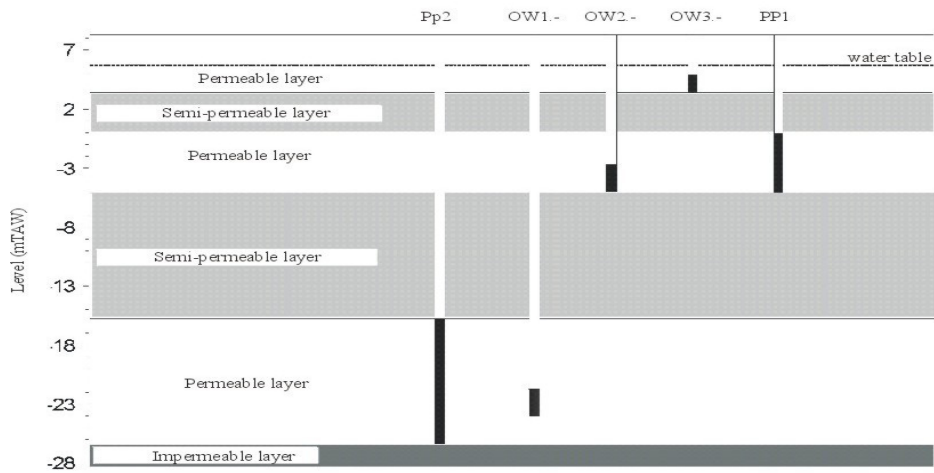 Pp2 OW1.- OW2.- OW3.- PP1
7
water table
Permeable layer
2
Semi-permeable layer
Permeable layer
-3
Level (mTAW)
-8
Semi-permeable layer
-13
-18
Permeable layer
-23
Impermeable layer
-28